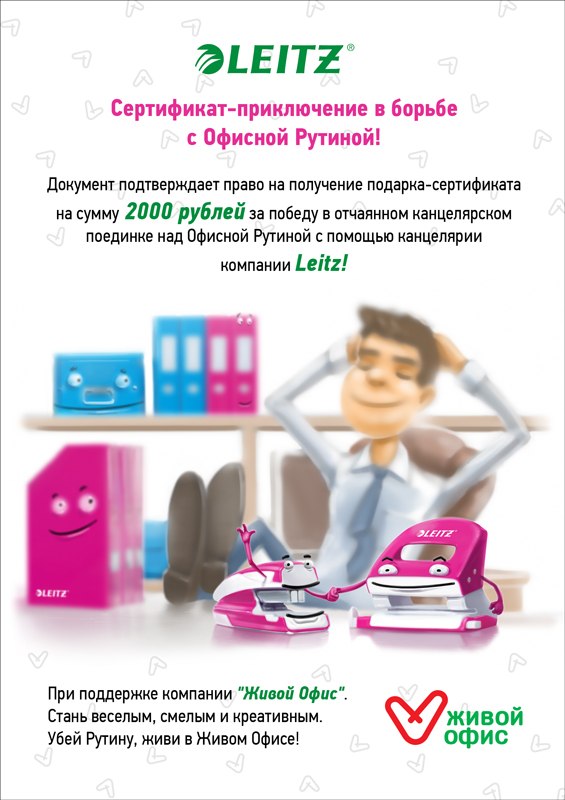 LEITZ®
Сертификат-приключение в борьбе
с Офисной Рутиной!
Документ подтверждает право на получение подарка-сертификата
на сумму 2000 рублей за победу в отчаянном канцелярском
поединке над Офисной Рутиной с помощью канцелярии
компании Leitz!
LEITZ
LEITZ
При поддержке компании "Живой Офис".
Стань веселым, смелым и креативным.
Убей Рутину, живи в Живом Офисе!
ЖИВОЙ
ОФИС